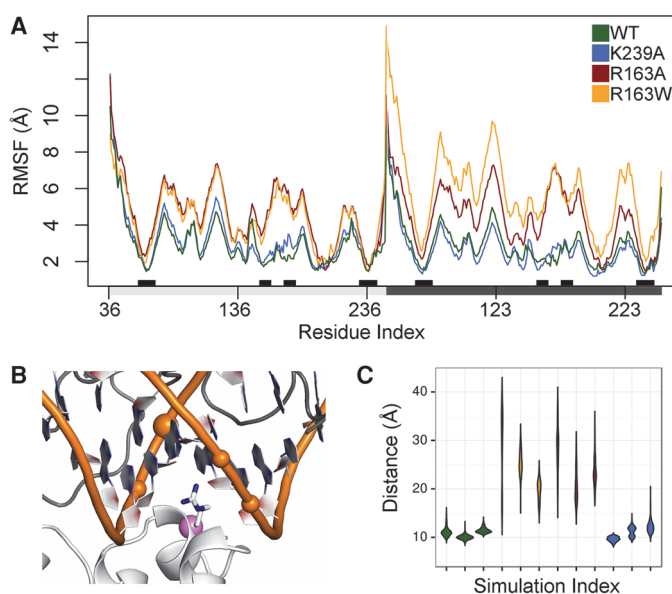 A
WT
K239A
R163A
R163W
RMSF (Å)
14
10
8
6
4
2
36
136
236
123
223
Residue Index
B
C
Distance (Å)
40
30
20
10
Simulation Index